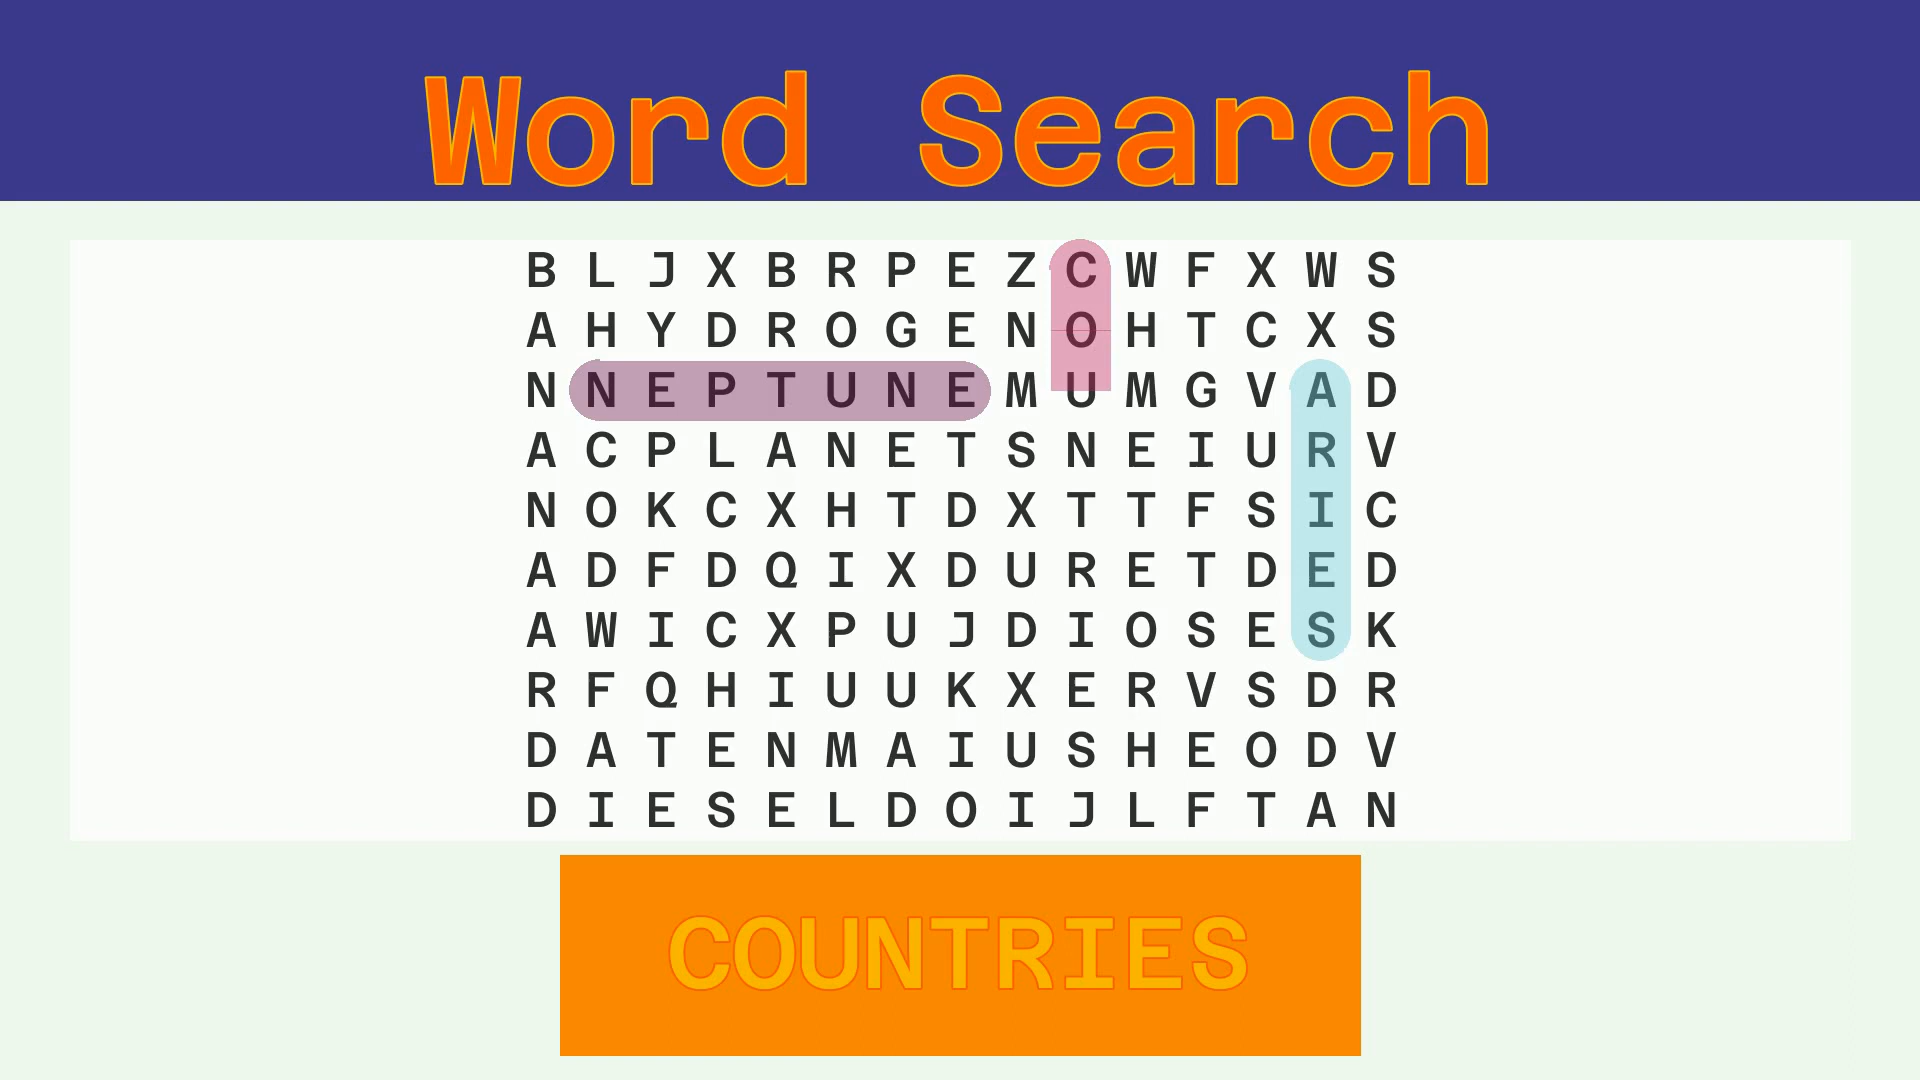 Word Search
B L J X B R P E Z C W F X W S
A H Y D R O G E N O H T C X S
N N E P T U N E M U M G V A D
A C P L A N E T S N E I U R V
N O K C X H T D X T T F S I C
A D F D Q I X D U R E T D E D
A W I C X P U J D I O S E S K
R F Q H I U U K X E R V S D R
D A T E N M A I U S H E O D V
D I E S E L D O I J L F T A N
COUNTRIES